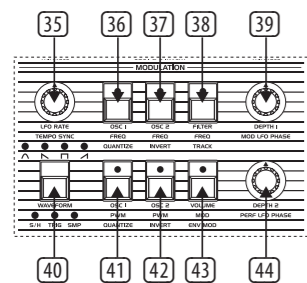 35 36 37 38 39
MODULATION
LFO RATE OSC 1 OSC 2 FILTER DEPTH 1
TEMPO SYNC FREQ FREQ FREQ MOD LFO PHASE
QUANTIZE INVERT TRACK
WAVEFORM OSC 1 OSC 2 VOLUME DEPTH 2
PWM PWM MOD PERF LFO PHASE
S/H TRIG SMP QUANTIZE INVERT ENV MOD
40 41 42 43 44